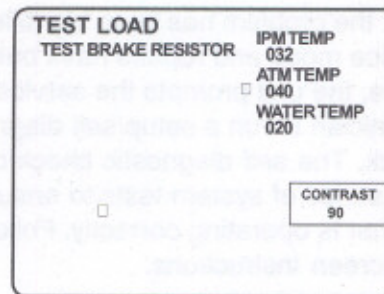 TEST LOAD
TEST BRAKE RESISTOR
IPM TEMP
032
ATM TEMP
040
WATER TEMP
020
CONTRAST
90